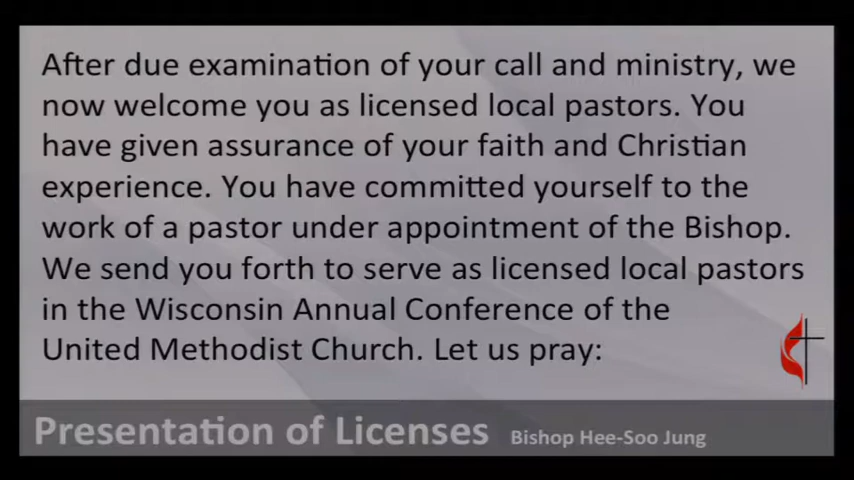 After due examination of your call and ministry, we
now welcome you as licensed local pastors. You
have given assurance of your faith and Christian
experience. You have committed yourself to the
work of a pastor under appointment of the Bishop.
We send you forth to serve as licensed local pastors
in the Wisconsin Annual Conference of the
United Methodist Church. Let us pray:
Presentation of Licenses Bishop Hee-Soo Jung